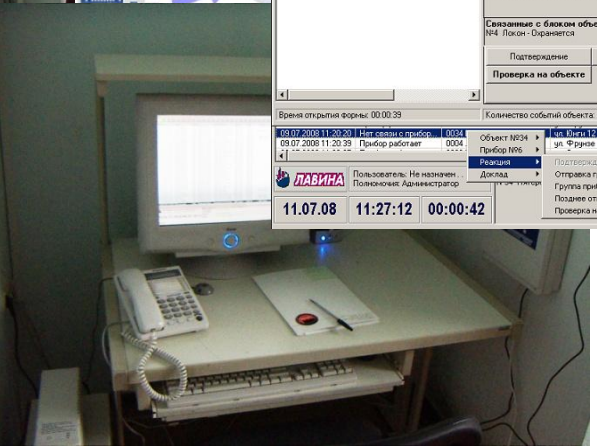 Связанные с блоком объе
№4 Локон - Охраняется
Подтверждение
Проверка на объекте
Время открытия формы: 00:00:39
Количество событий объекта:
09.07.2008 11:20:20 Нет связи с прибор... 0034
ул. Юнги 12
09.07.2008 11:20:39 Прибор работает 0004
ул. Фрунзе
Объект №34
Прибор №6
Реакция
Доклад
Подтвержд
Отправка г
Группа при
Позднее от
Проверка н
ЛАВИНА
Пользователь: Не назначен...
Полномочия: Администратор
11.07.08 11:27:12 00:00:42